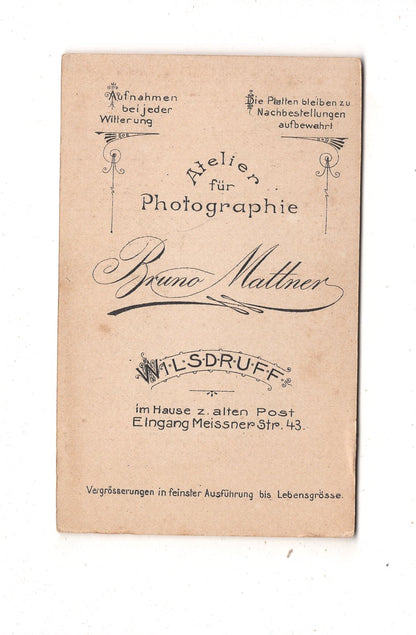 Aufnahmen
bei jeder
Witterung
Die Platten bleiben zu
Nachbestellungen
aufbewahrt
Atelier
für
Photographie
Bruno Mattner
W·I·L·S·D·R·U·F·F·
im Hause z. alten Post
Eingang Meissner Str. 43.
Vergrösserungen in feinster Ausführung bis Lebensgrösse.